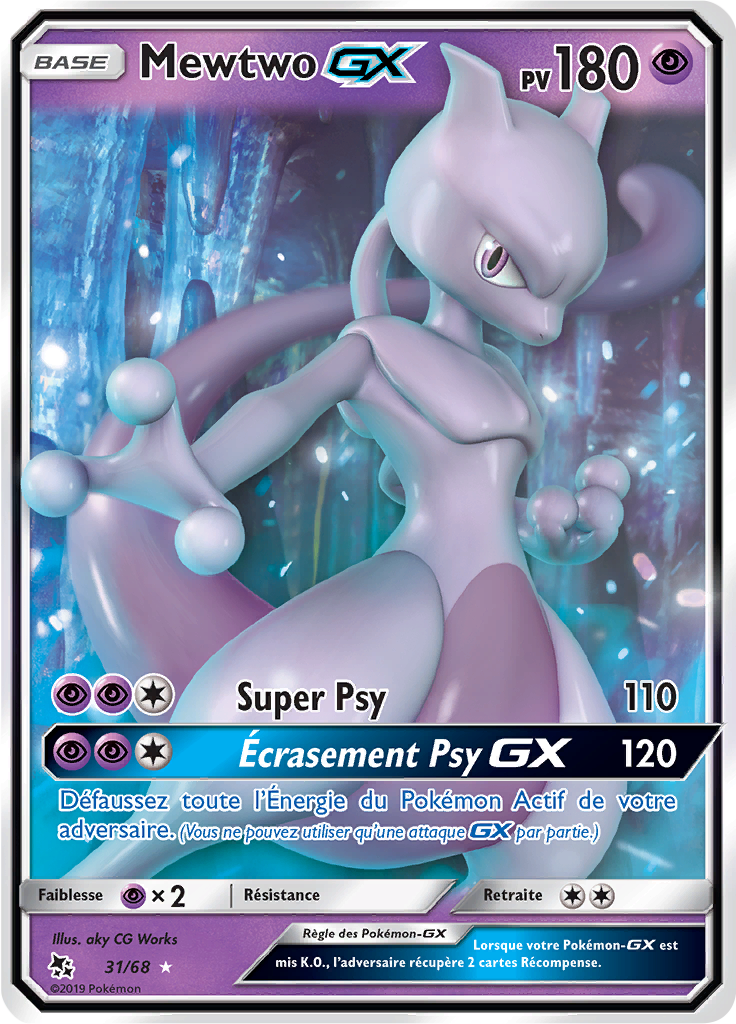 BASE Mewtwo GX PV 180
Super Psy 110
Écrasement Psy GX 120
Défaussez toute l'Énergie du Pokémon Actif de votre
adversaire. (Vous ne pouvez utiliser qu'une attaque GX par partie.)
Faiblesse ×2 Résistance Retraite
Illus. aky CG Works
Règle des Pokémon-GX
Lorsque votre Pokémon-GX est
mis K.O., l'adversaire récupère 2 cartes Récompense.
31/68
©2019 Pokémon